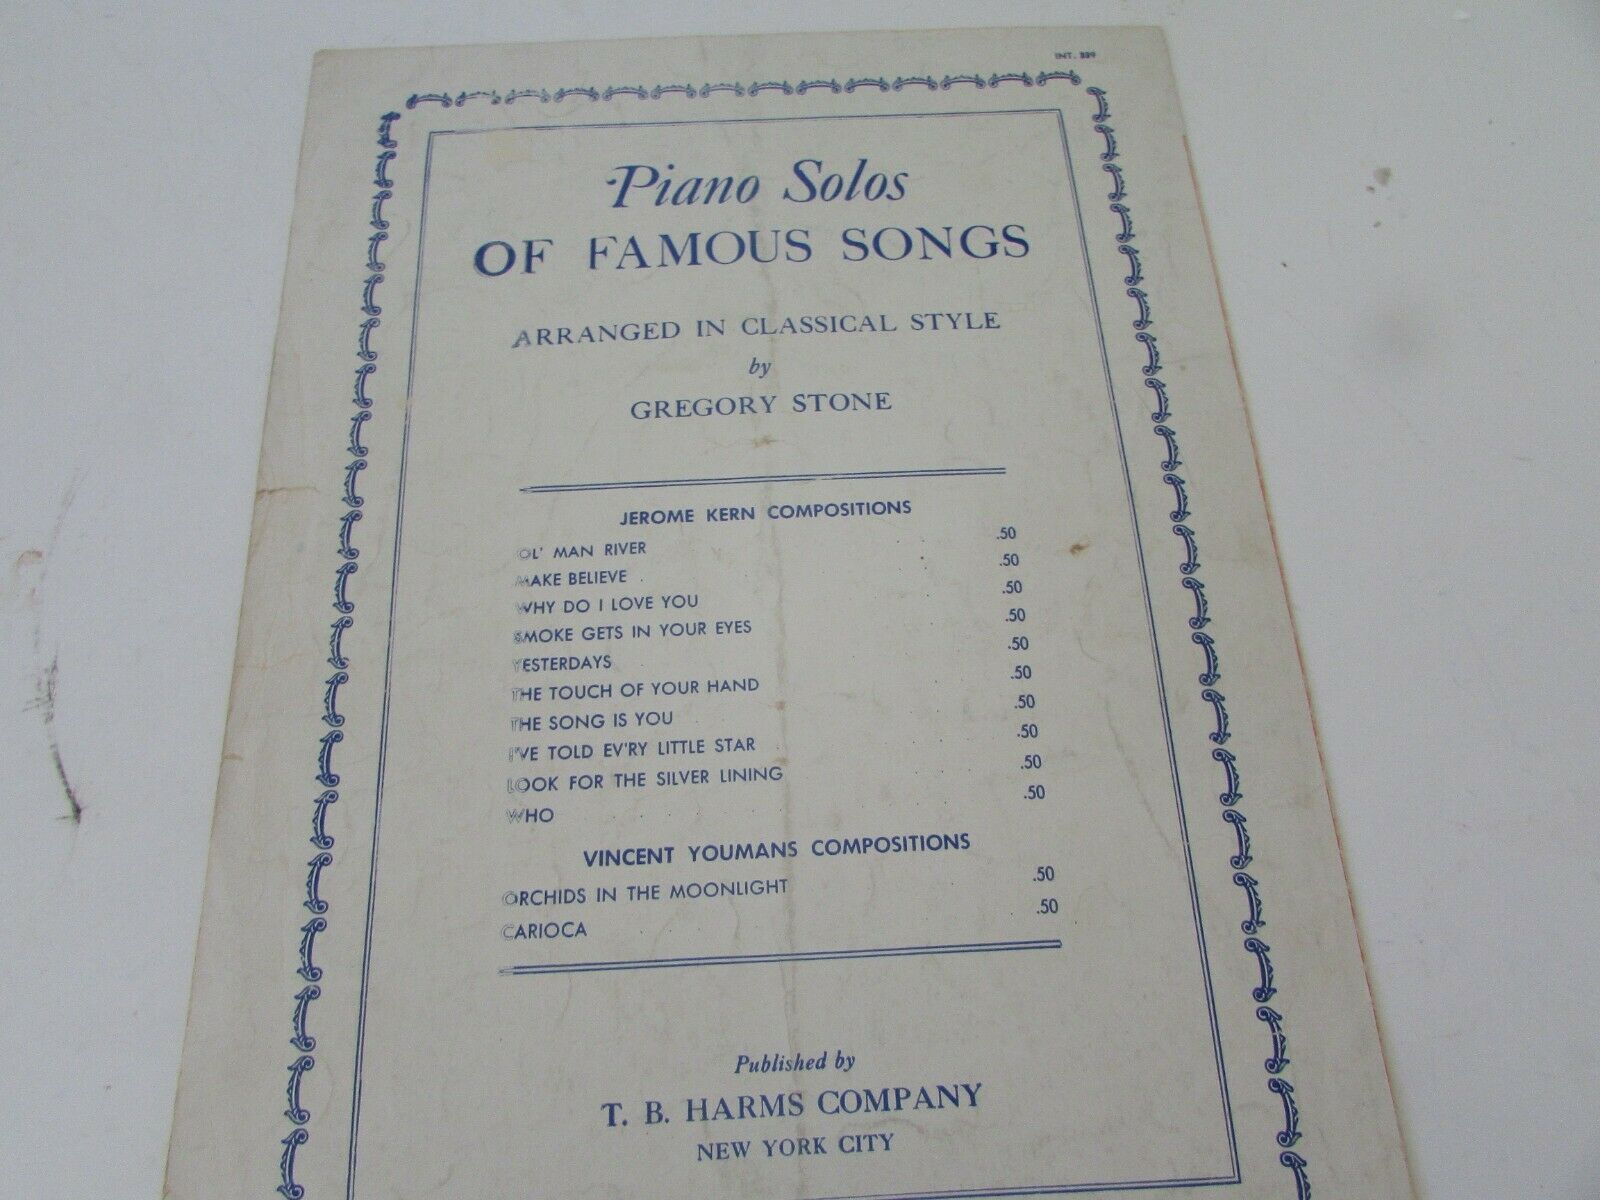 INT. 239
Piano Solos
OF FAMOUS SONGS
ARRANGED IN CLASSICAL STYLE
by
GREGORY STONE
JEROME KERN COMPOSITIONS
OL' MAN RIVER .50
MAKE BELIEVE .50
WHY DO I LOVE YOU .50
SMOKE GETS IN YOUR EYES .50
YESTERDAYS .50
THE TOUCH OF YOUR HAND .50
THE SONG IS YOU .50
I'VE TOLD EV'RY LITTLE STAR .50
LOOK FOR THE SILVER LINING .50
WHO .50
VINCENT YOUMANS COMPOSITIONS
ORCHIDS IN THE MOONLIGHT .50
CARIOCA .50
Published by
T. B. HARMS COMPANY
NEW YORK CITY